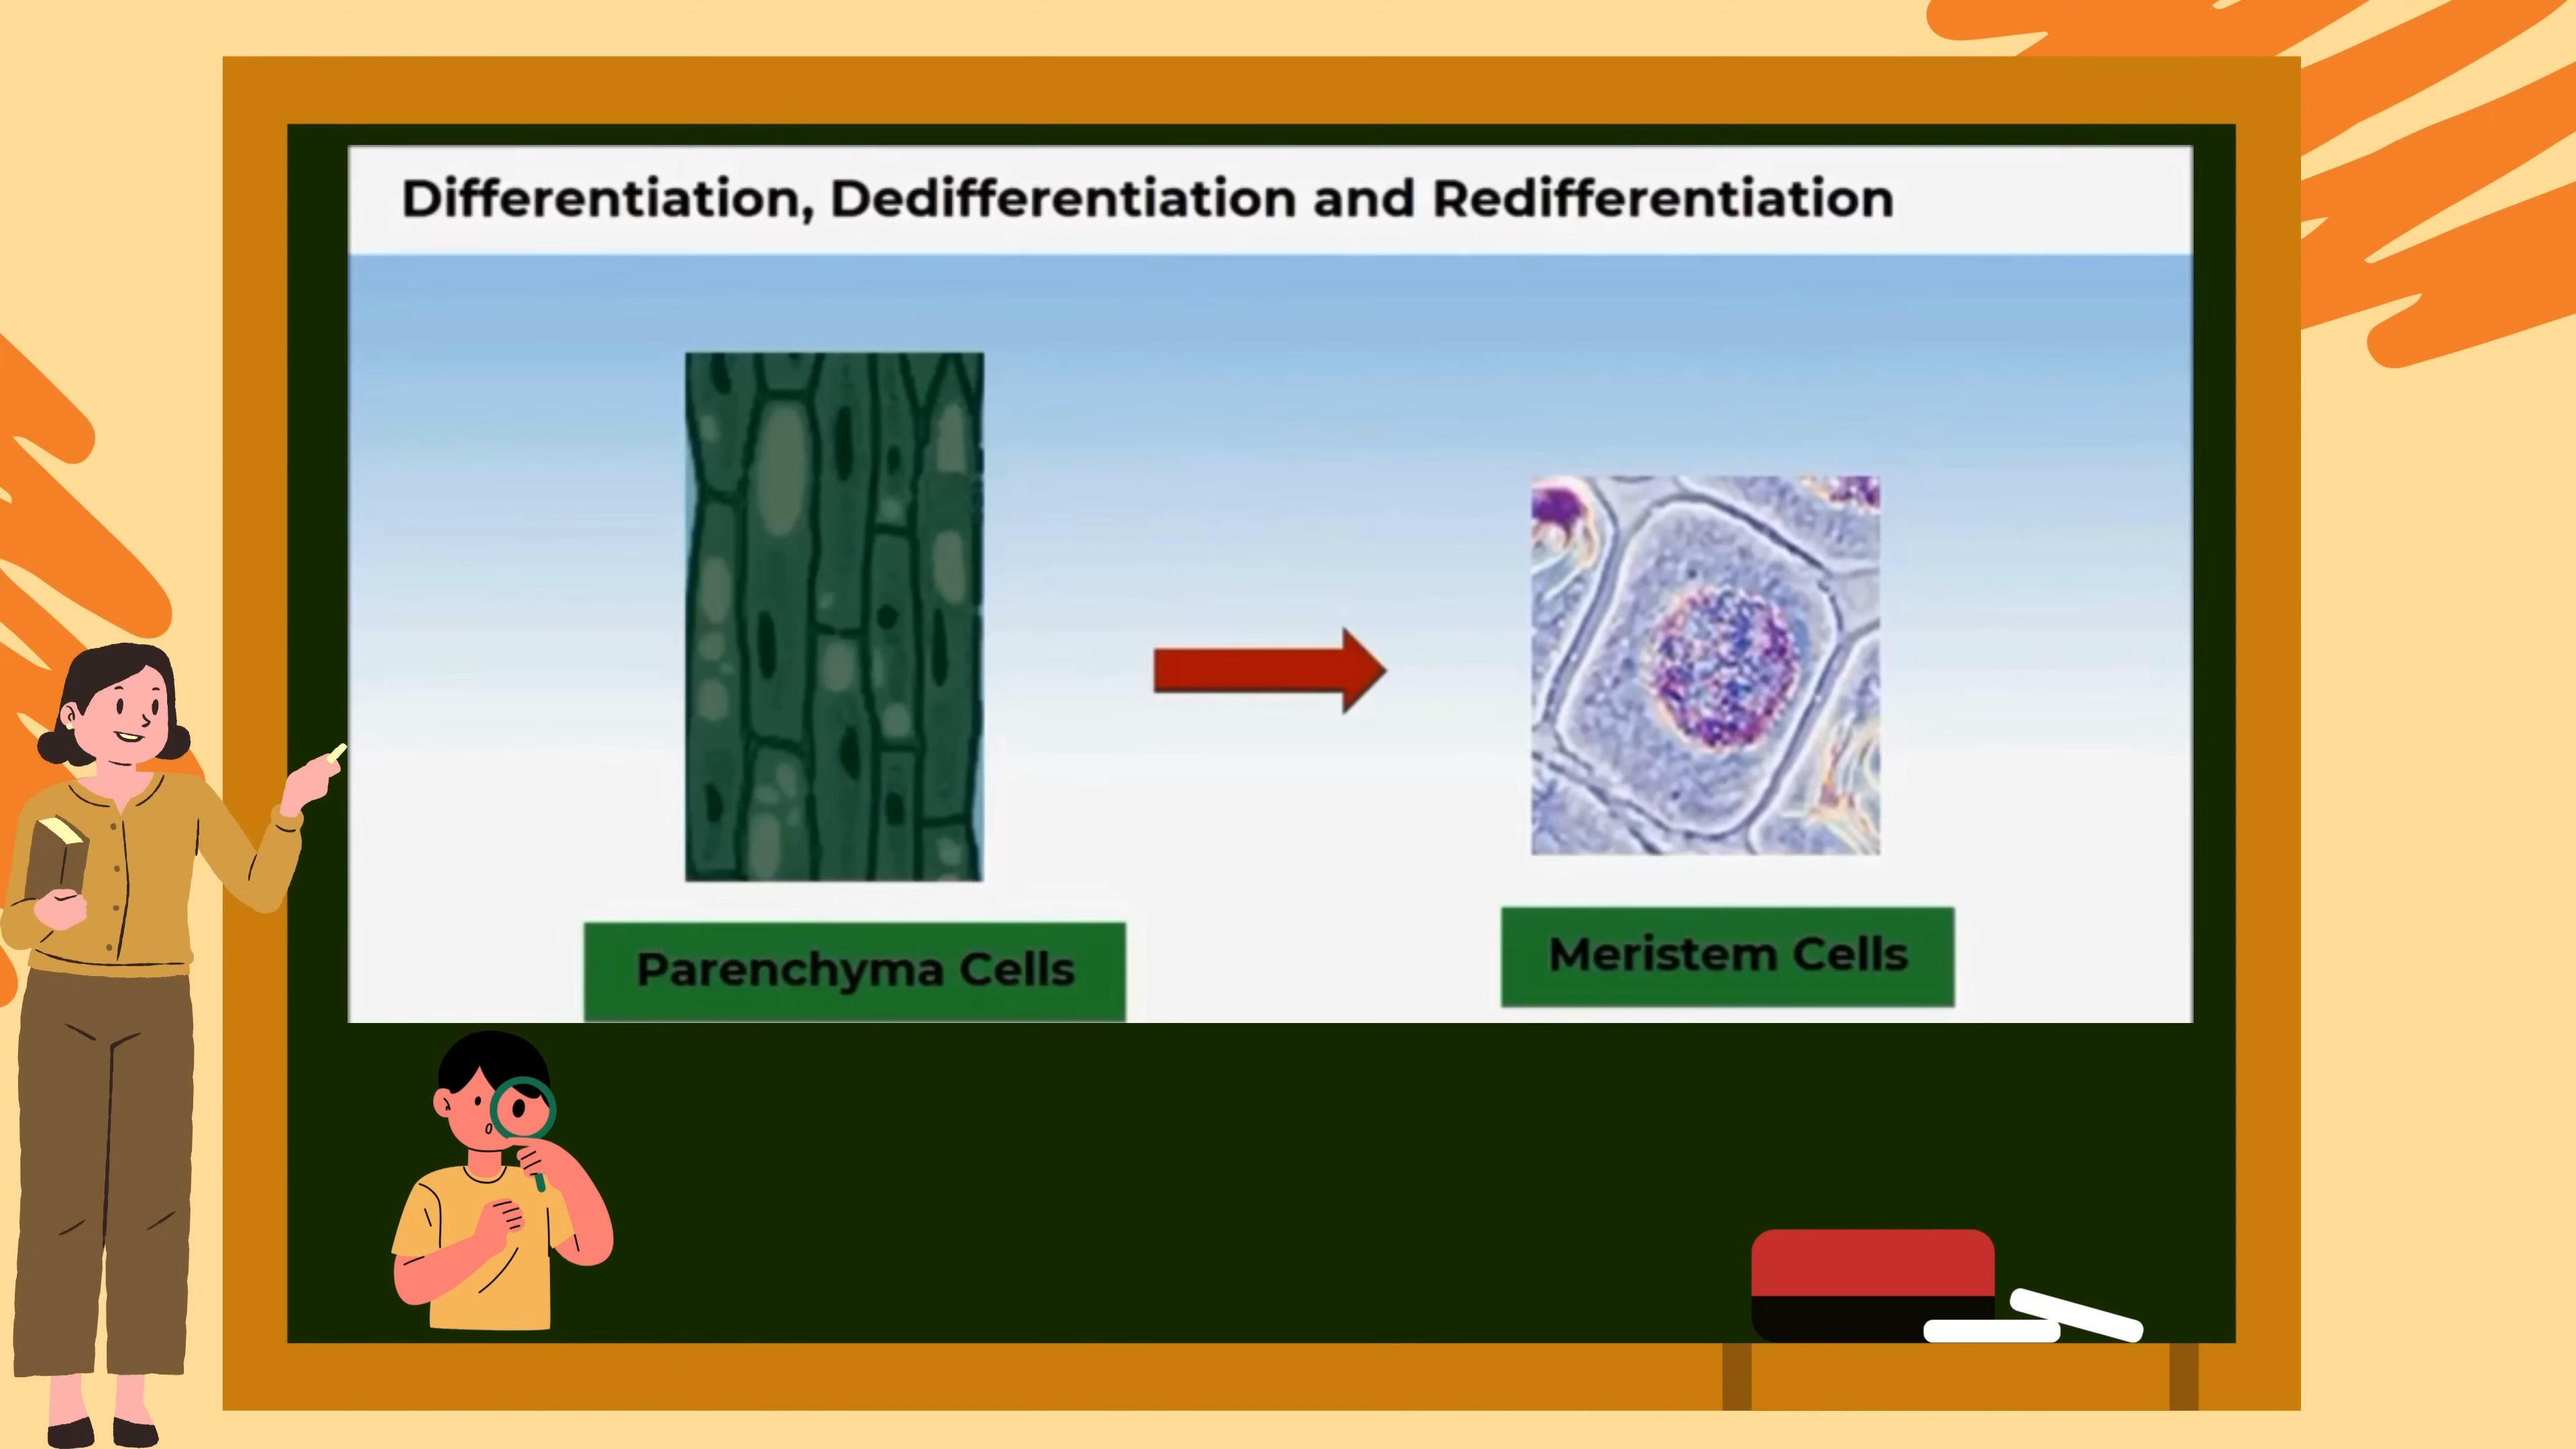 Differentiation, Dedifferentiation and Redifferentiation
Parenchyma Cells
Meristem Cells